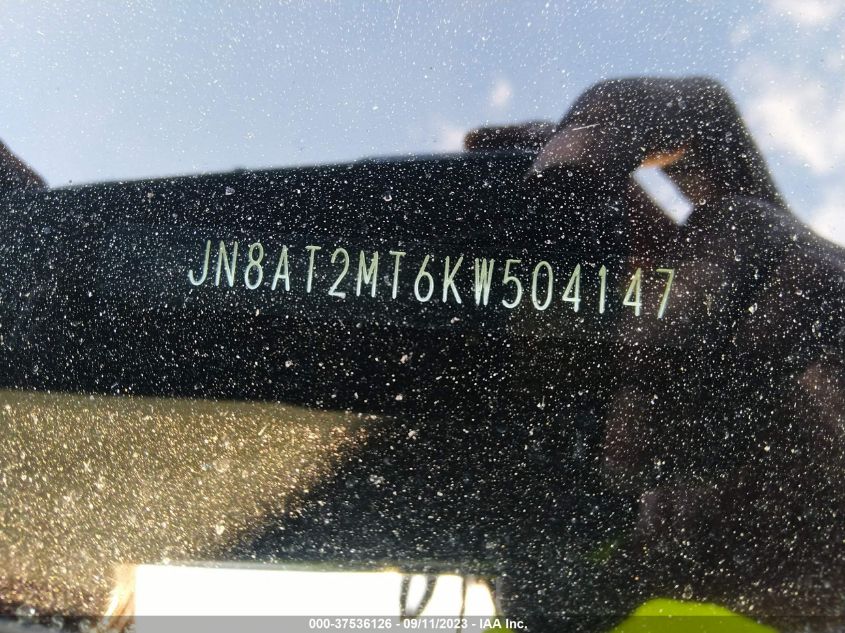 JN8AT2MT6KW504147
000-37536126 - 09/11/2023 - IAA Inc.